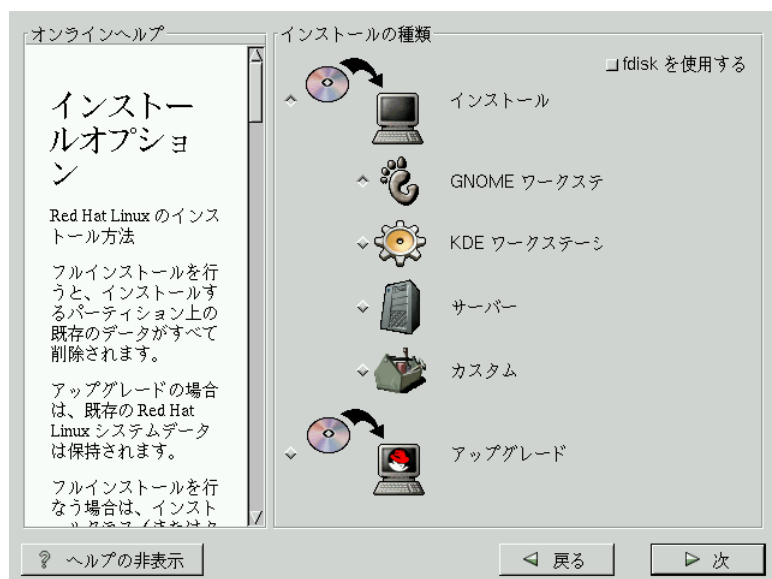 オンラインヘルプ
インストー
ルオプショ
ン
Red Hat Linux のインス
トール方法
フルインストールを行
うと、インストールす
るパーティション上の
既存のデータがすべて
削除されます。
アップグレードの場合
は、既存の Red Hat
Linux システムデータ
は保持されます。
フルインストールを行
なう場合は、インスト
インストールの種類
fdisk を使用する
インストール
GNOME ワークステ
KDE ワークステーシ
サーバー
カスタム
アップグレード
? ヘルプの非表示
戻る
次